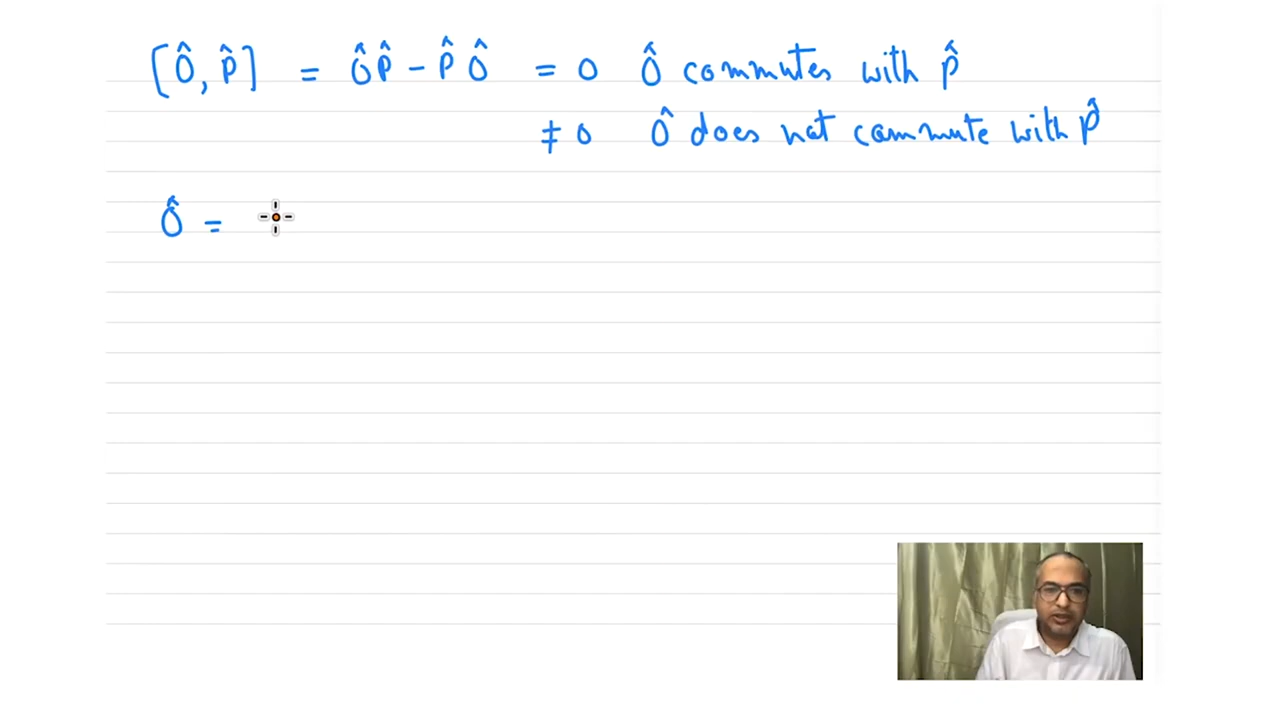 [Ô, P̂] = ÔP̂ - P̂Ô = 0 Ô commutes with P̂
≠ 0 Ô does not commute with P̂
Ô =